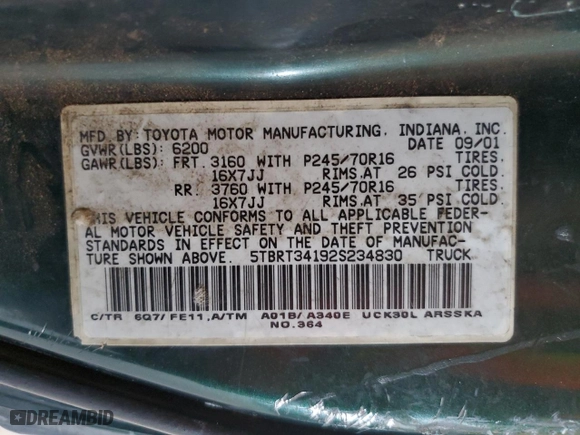 MFD. BY: TOYOTA MOTOR MANUFACTURING, INDIANA, INC.
GVWR(LBS): 6200 DATE 09/01
GAWR(LBS): FRT. 3160 WITH P245/70R16 TIRES.
16X7JJ RIMS.AT 26 PSI COLD.
RR 3760 WITH P245/70R16 TIRES.
16X7JJ RIMS.AT 35 PSI COLD.
THIS VEHICLE CONFORMS TO ALL APPLICABLE FEDER-
AL MOTOR VEHICLE SAFETY AND THEFT PREVENTION
STANDARDS IN EFFECT ON THE DATE OF MANUFAC-
TURE SHOWN ABOVE. 5TBRT34192S234830 TRUCK
C/TR 6Q7/ FE11,A/TM A01B/ A340E UCK30L ARSSKA
NO.364
DREAMBID